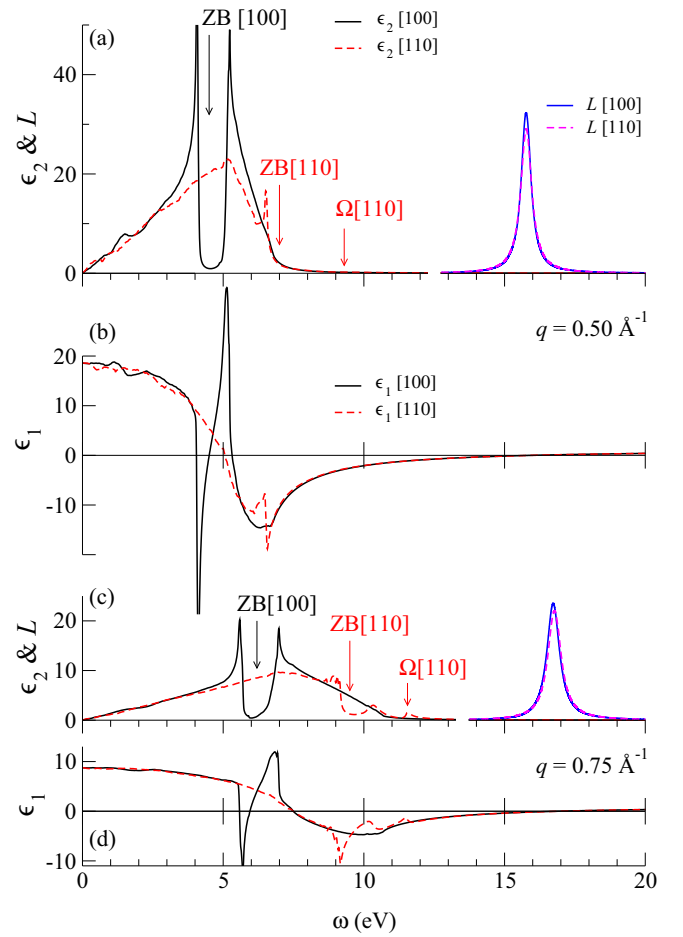 (a)
ZB [100]
ϵ2 [100]
ϵ2 [110]
L [100]
L [110]
ZB[110]
Ω[110]
ϵ2 & L
40
20
0
(b)
q = 0.50 Å-1
ϵ1 [100]
ϵ1 [110]
ϵ1
20
10
0
-10
(c)
ZB[100]
ZB[110]
Ω[110]
ϵ2 & L
20
10
0
q = 0.75 Å-1
ϵ1
10
0
-10
(d)
0 5 10 15 20
ω (eV)